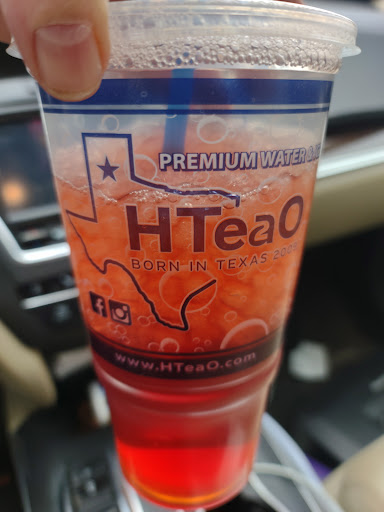 PREMIUM WATER &
HTeaO
BORN IN TEXAS
www.HTeaO.com